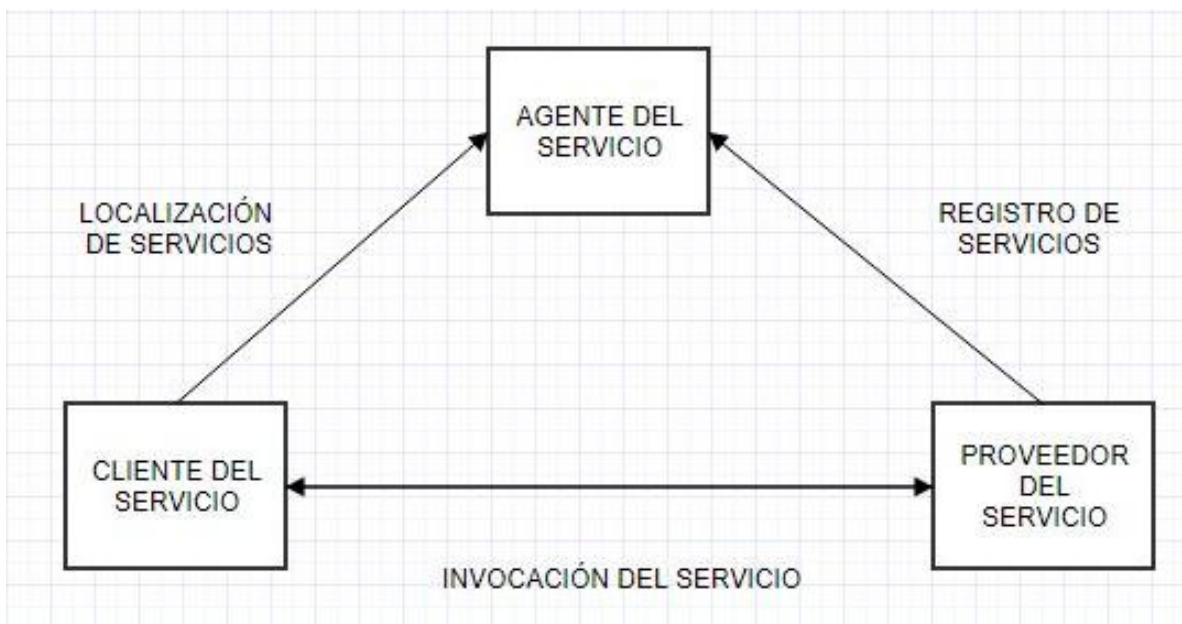 AGENTE DEL
SERVICIO
LOCALIZACIÓN
DE SERVICIOS
REGISTRO DE
SERVICIOS
CLIENTE DEL
SERVICIO
PROVEEDOR
DEL
SERVICIO
INVOCACIÓN DEL SERVICIO